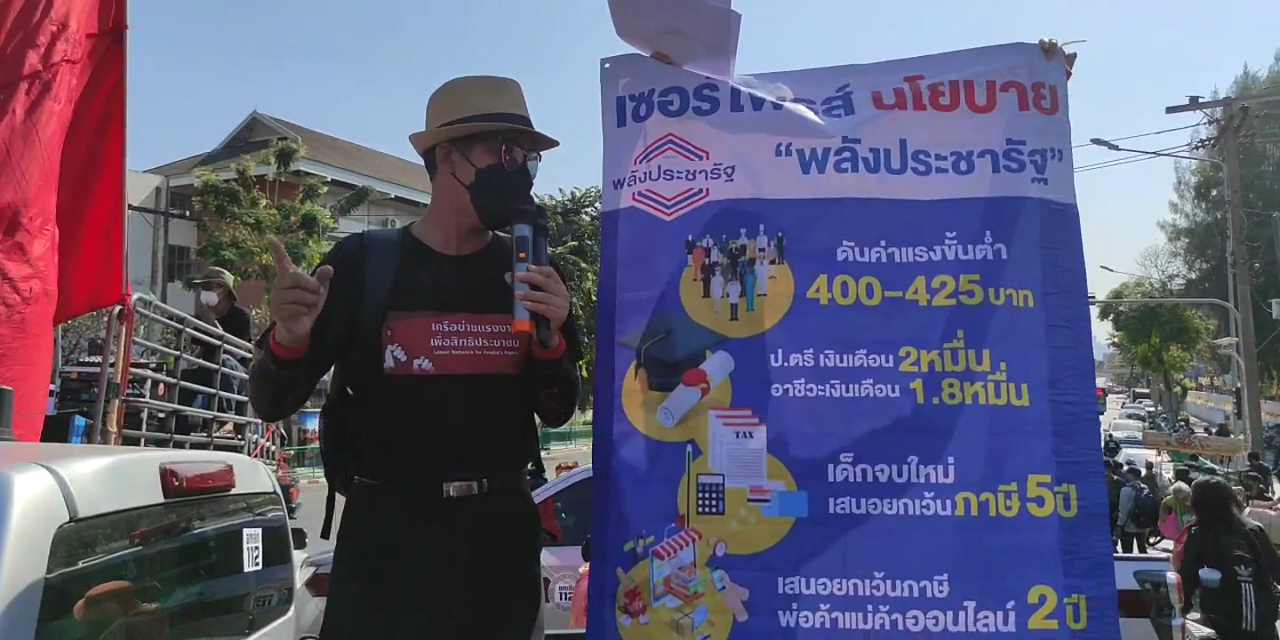 เซอร์ไพรส์ นโยบาย
“พลังประชารัฐ”
พลังประชารัฐ
ดันค่าแรงขั้นต่ำ
400-425 บาท
ป.ตรี เงินเดือน 2หมื่น
อาชีวะเงินเดือน 1.8หมื่น
TAX
เด็กจบใหม่
เสนอยกเว้นภาษี 5ปี
เสนอยกเว้นภาษี
พ่อค้าแม่ค้าออนไลน์ 2 ปี
เครือข่ายแรงงาน
เพื่อสิทธิประชาชน
Labour Network for People's Rights
ยกเลิก
112
112